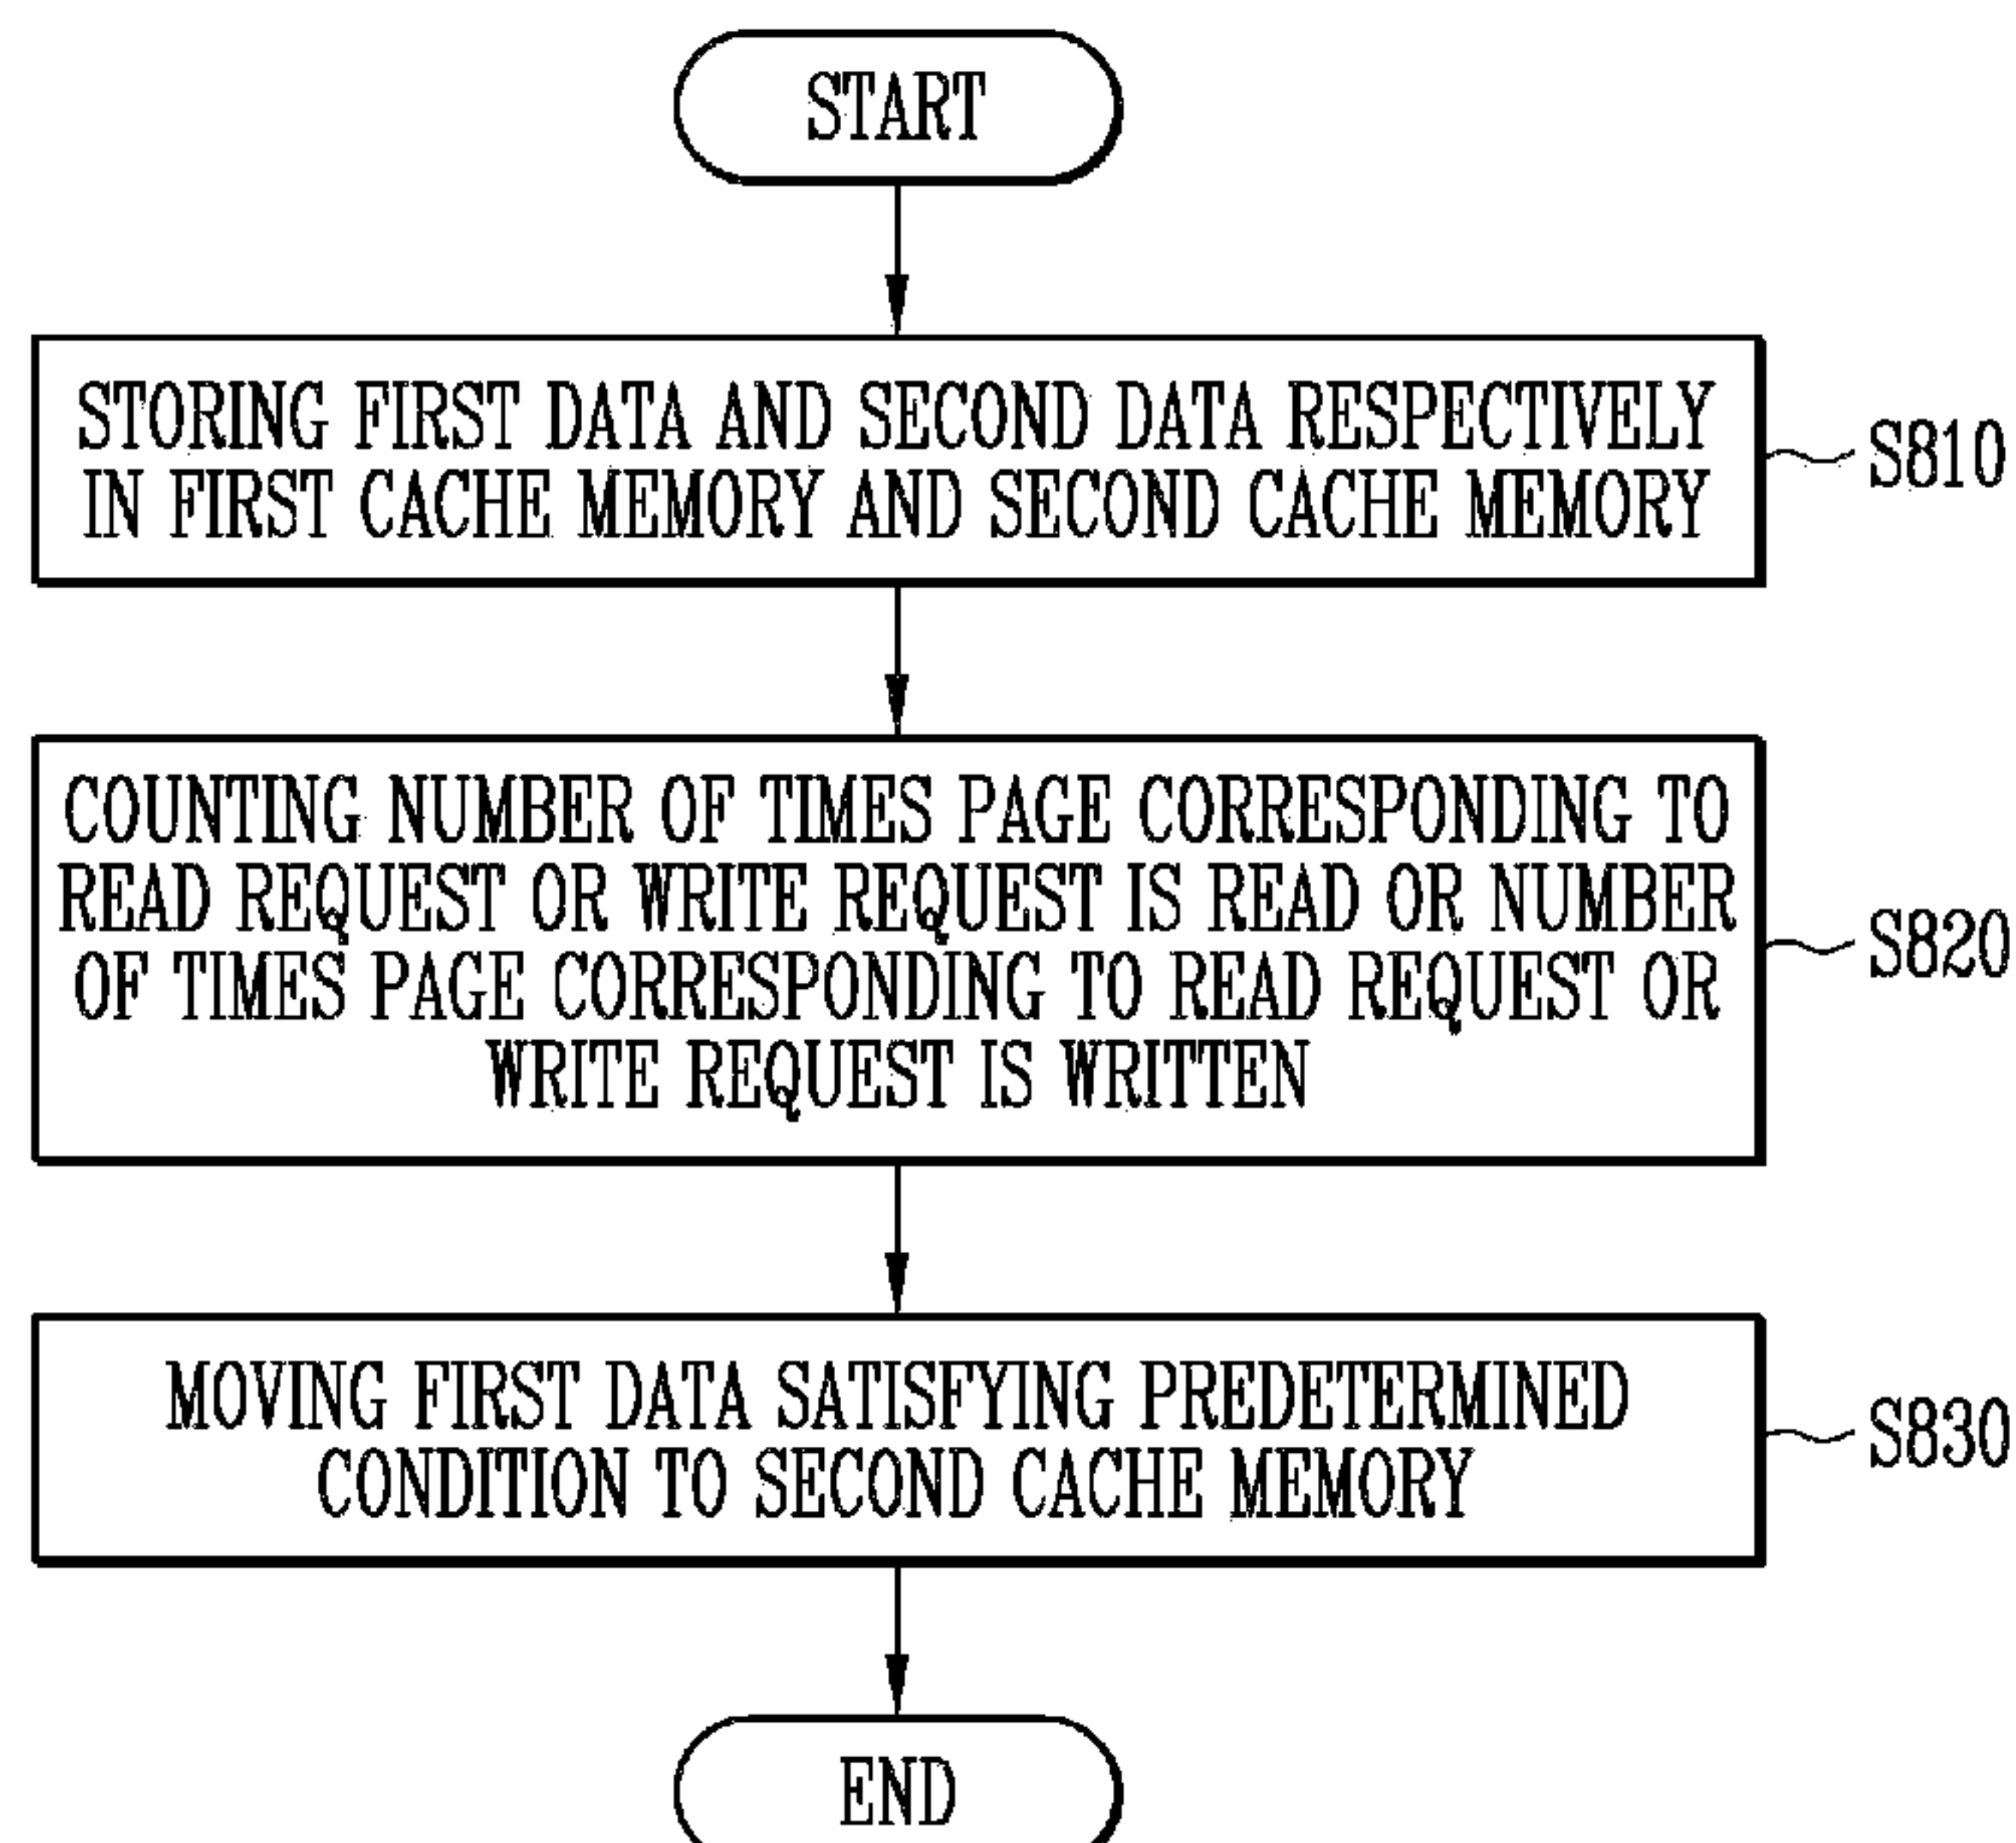 START
STORING FIRST DATA AND SECOND DATA RESPECTIVELY
IN FIRST CACHE MEMORY AND SECOND CACHE MEMORY
S810
COUNTING NUMBER OF TIMES PAGE CORRESPONDING TO
READ REQUEST OR WRITE REQUEST IS READ OR NUMBER
OF TIMES PAGE CORRESPONDING TO READ REQUEST OR
WRITE REQUEST IS WRITTEN
S820
MOVING FIRST DATA SATISFYING PREDETERMINED
CONDITION TO SECOND CACHE MEMORY
S830
END